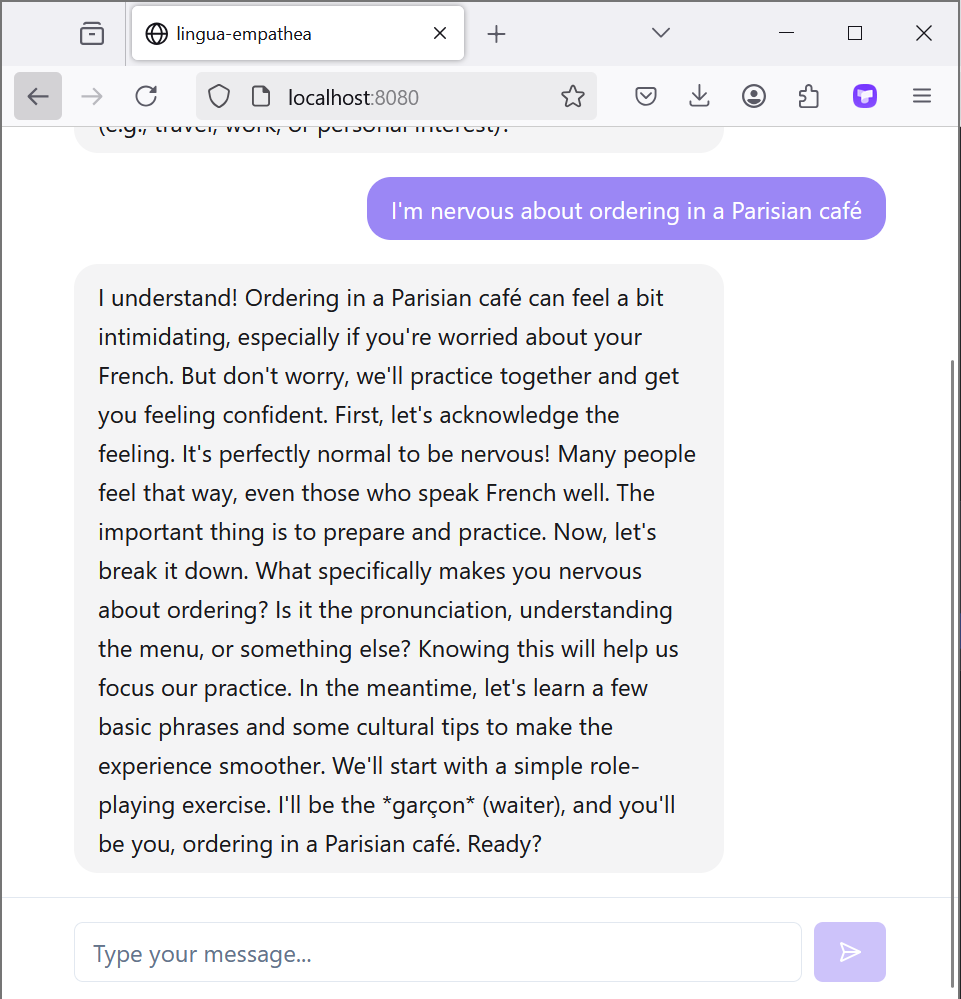 lingua-empathea
localhost:8080
(e.g., travel, work, or personal interest)?
I'm nervous about ordering in a Parisian café
I understand! Ordering in a Parisian café can feel a bit
intimidating, especially if you're worried about your
French. But don't worry, we'll practice together and get
you feeling confident. First, let's acknowledge the
feeling. It's perfectly normal to be nervous! Many people
feel that way, even those who speak French well. The
important thing is to prepare and practice. Now, let's
break it down. What specifically makes you nervous
about ordering? Is it the pronunciation, understanding
the menu, or something else? Knowing this will help us
focus our practice. In the meantime, let's learn a few
basic phrases and some cultural tips to make the
experience smoother. We'll start with a simple role-
playing exercise. I'll be the *garçon* (waiter), and you'll
be you, ordering in a Parisian café. Ready?
Type your message...